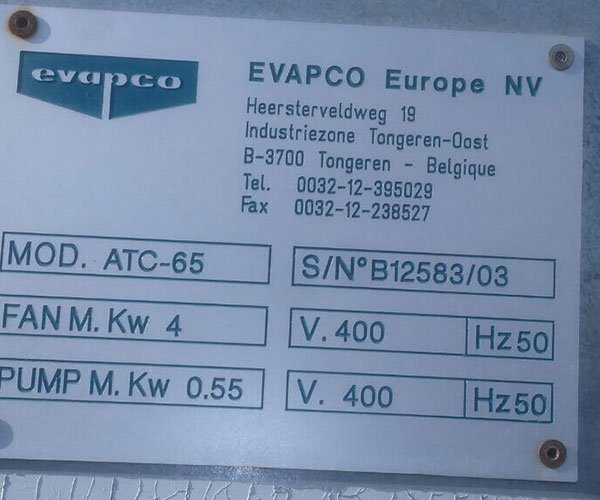 evapco
EVAPCO Europe NV
Heersterveldweg 19
Industriezone Tongeren-Oost
B-3700 Tongeren - Belgique
Tel. 0032-12-395029
Fax 0032-12-238527
MOD. ATC-65 S/N° B12583/03
FAN M. Kw 4 V. 400 Hz 50
PUMP M. Kw 0.55 V. 400 Hz 50